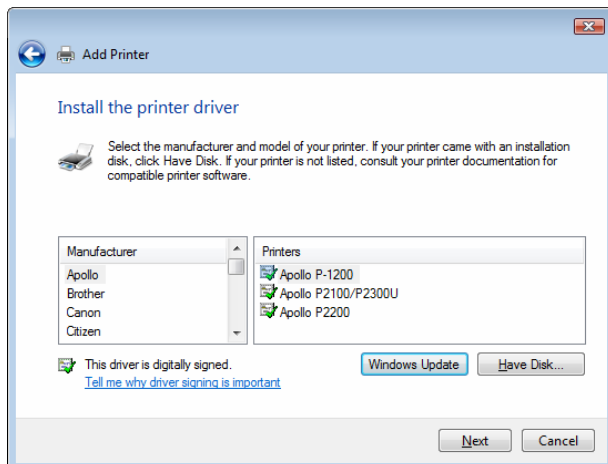 Add Printer
Install the printer driver
Select the manufacturer and model of your printer. If your printer came with an installation
disk, click Have Disk. If your printer is not listed, consult your printer documentation for
compatible printer software.
Manufacturer
Apollo
Brother
Canon
Citizen
Printers
Apollo P-1200
Apollo P2100/P2300U
Apollo P2200
This driver is digitally signed.
Tell me why driver signing is important
Windows Update
Have Disk...
Next
Cancel